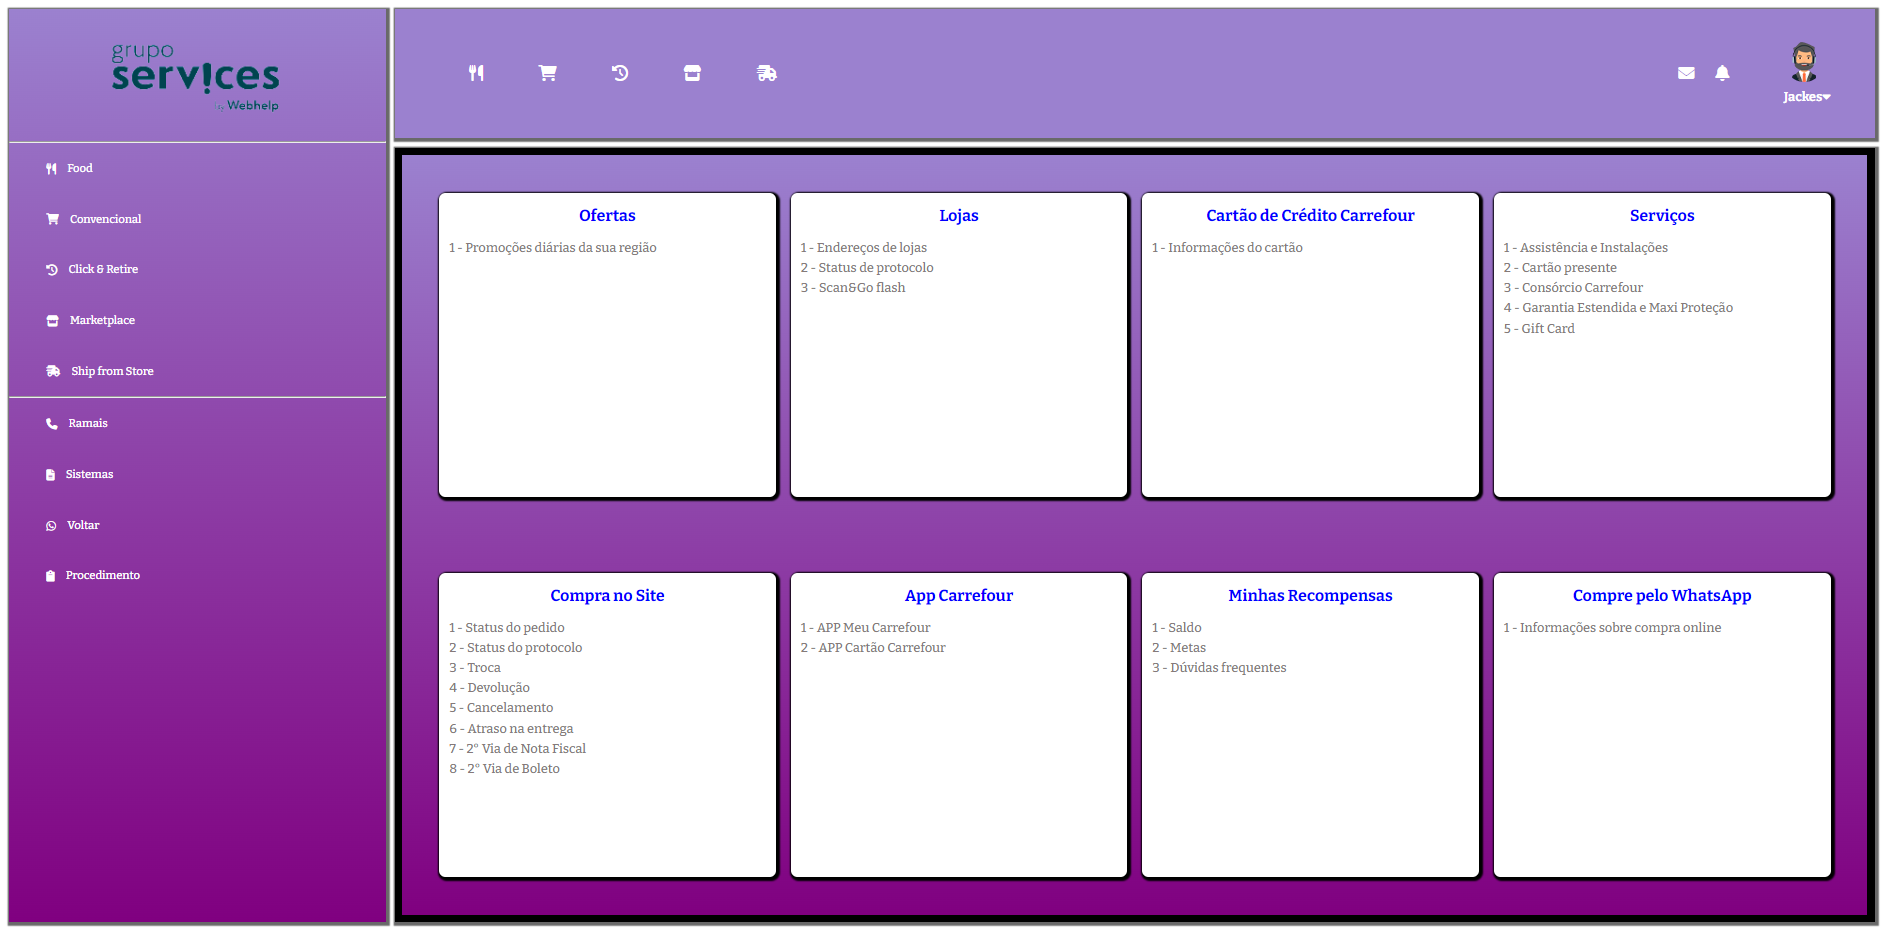 grupo
serv!ces
by Webhelp
Food
Convencional
Click & Retire
Marketplace
Ship from Store
Ramais
Sistemas
Voltar
Procedimento
Jackes
Ofertas
1 - Promoções diárias da sua região
Lojas
1 - Endereços de lojas
2 - Status de protocolo
3 - Scan&Go flash
Cartão de Crédito Carrefour
1 - Informações do cartão
Serviços
1 - Assistência e Instalações
2 - Cartão presente
3 - Consórcio Carrefour
4 - Garantia Estendida e Maxi Proteção
5 - Gift Card
Compra no Site
1 - Status do pedido
2 - Status do protocolo
3 - Troca
4 - Devolução
5 - Cancelamento
6 - Atraso na entrega
7 - 2° Via de Nota Fiscal
8 - 2° Via de Boleto
App Carrefour
1 - APP Meu Carrefour
2 - APP Cartão Carrefour
Minhas Recompensas
1 - Saldo
2 - Metas
3 - Dúvidas frequentes
Compre pelo WhatsApp
1 - Informações sobre compra online